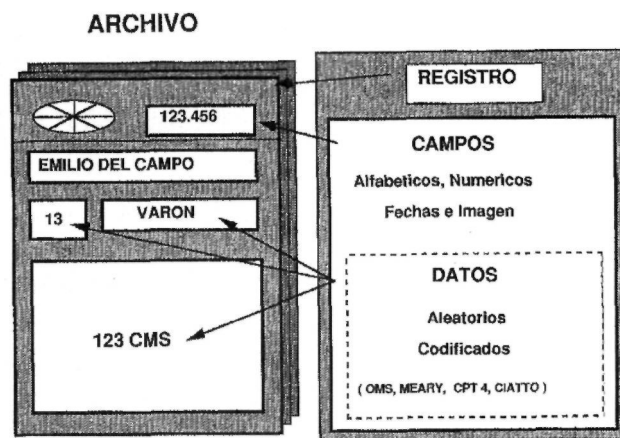 ARCHIVO
123.456
EMILIO DEL CAMPO
13
VARON
123 CMS
REGISTRO
CAMPOS
Alfabeticos, Numericos
Fechas e Imagen
DATOS
Aleatorios
Codificados
( OMS, MEARY, CPT 4, CIATTO )